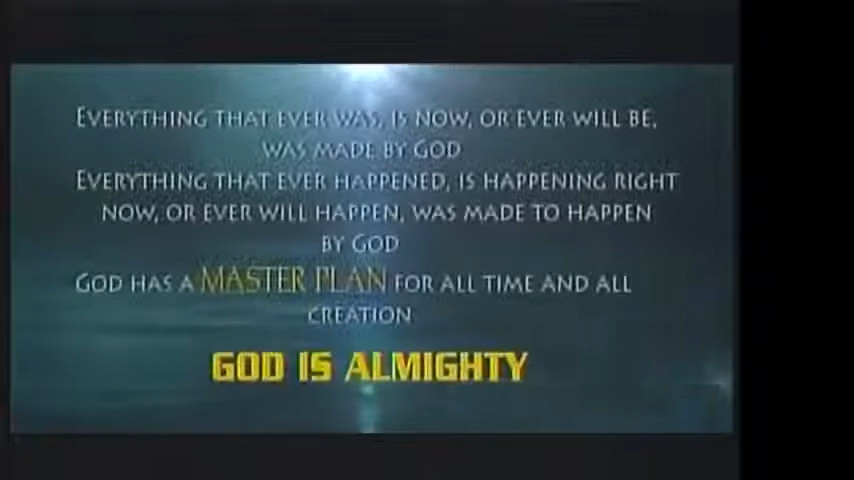 EVERYTHING THAT EVER WAS, IS NOW, OR EVER WILL BE,
WAS MADE BY GOD
EVERYTHING THAT EVER HAPPENED, IS HAPPENING RIGHT
NOW, OR EVER WILL HAPPEN, WAS MADE TO HAPPEN
BY GOD
GOD HAS A MASTER PLAN FOR ALL TIME AND ALL
CREATION
GOD IS ALMIGHTY